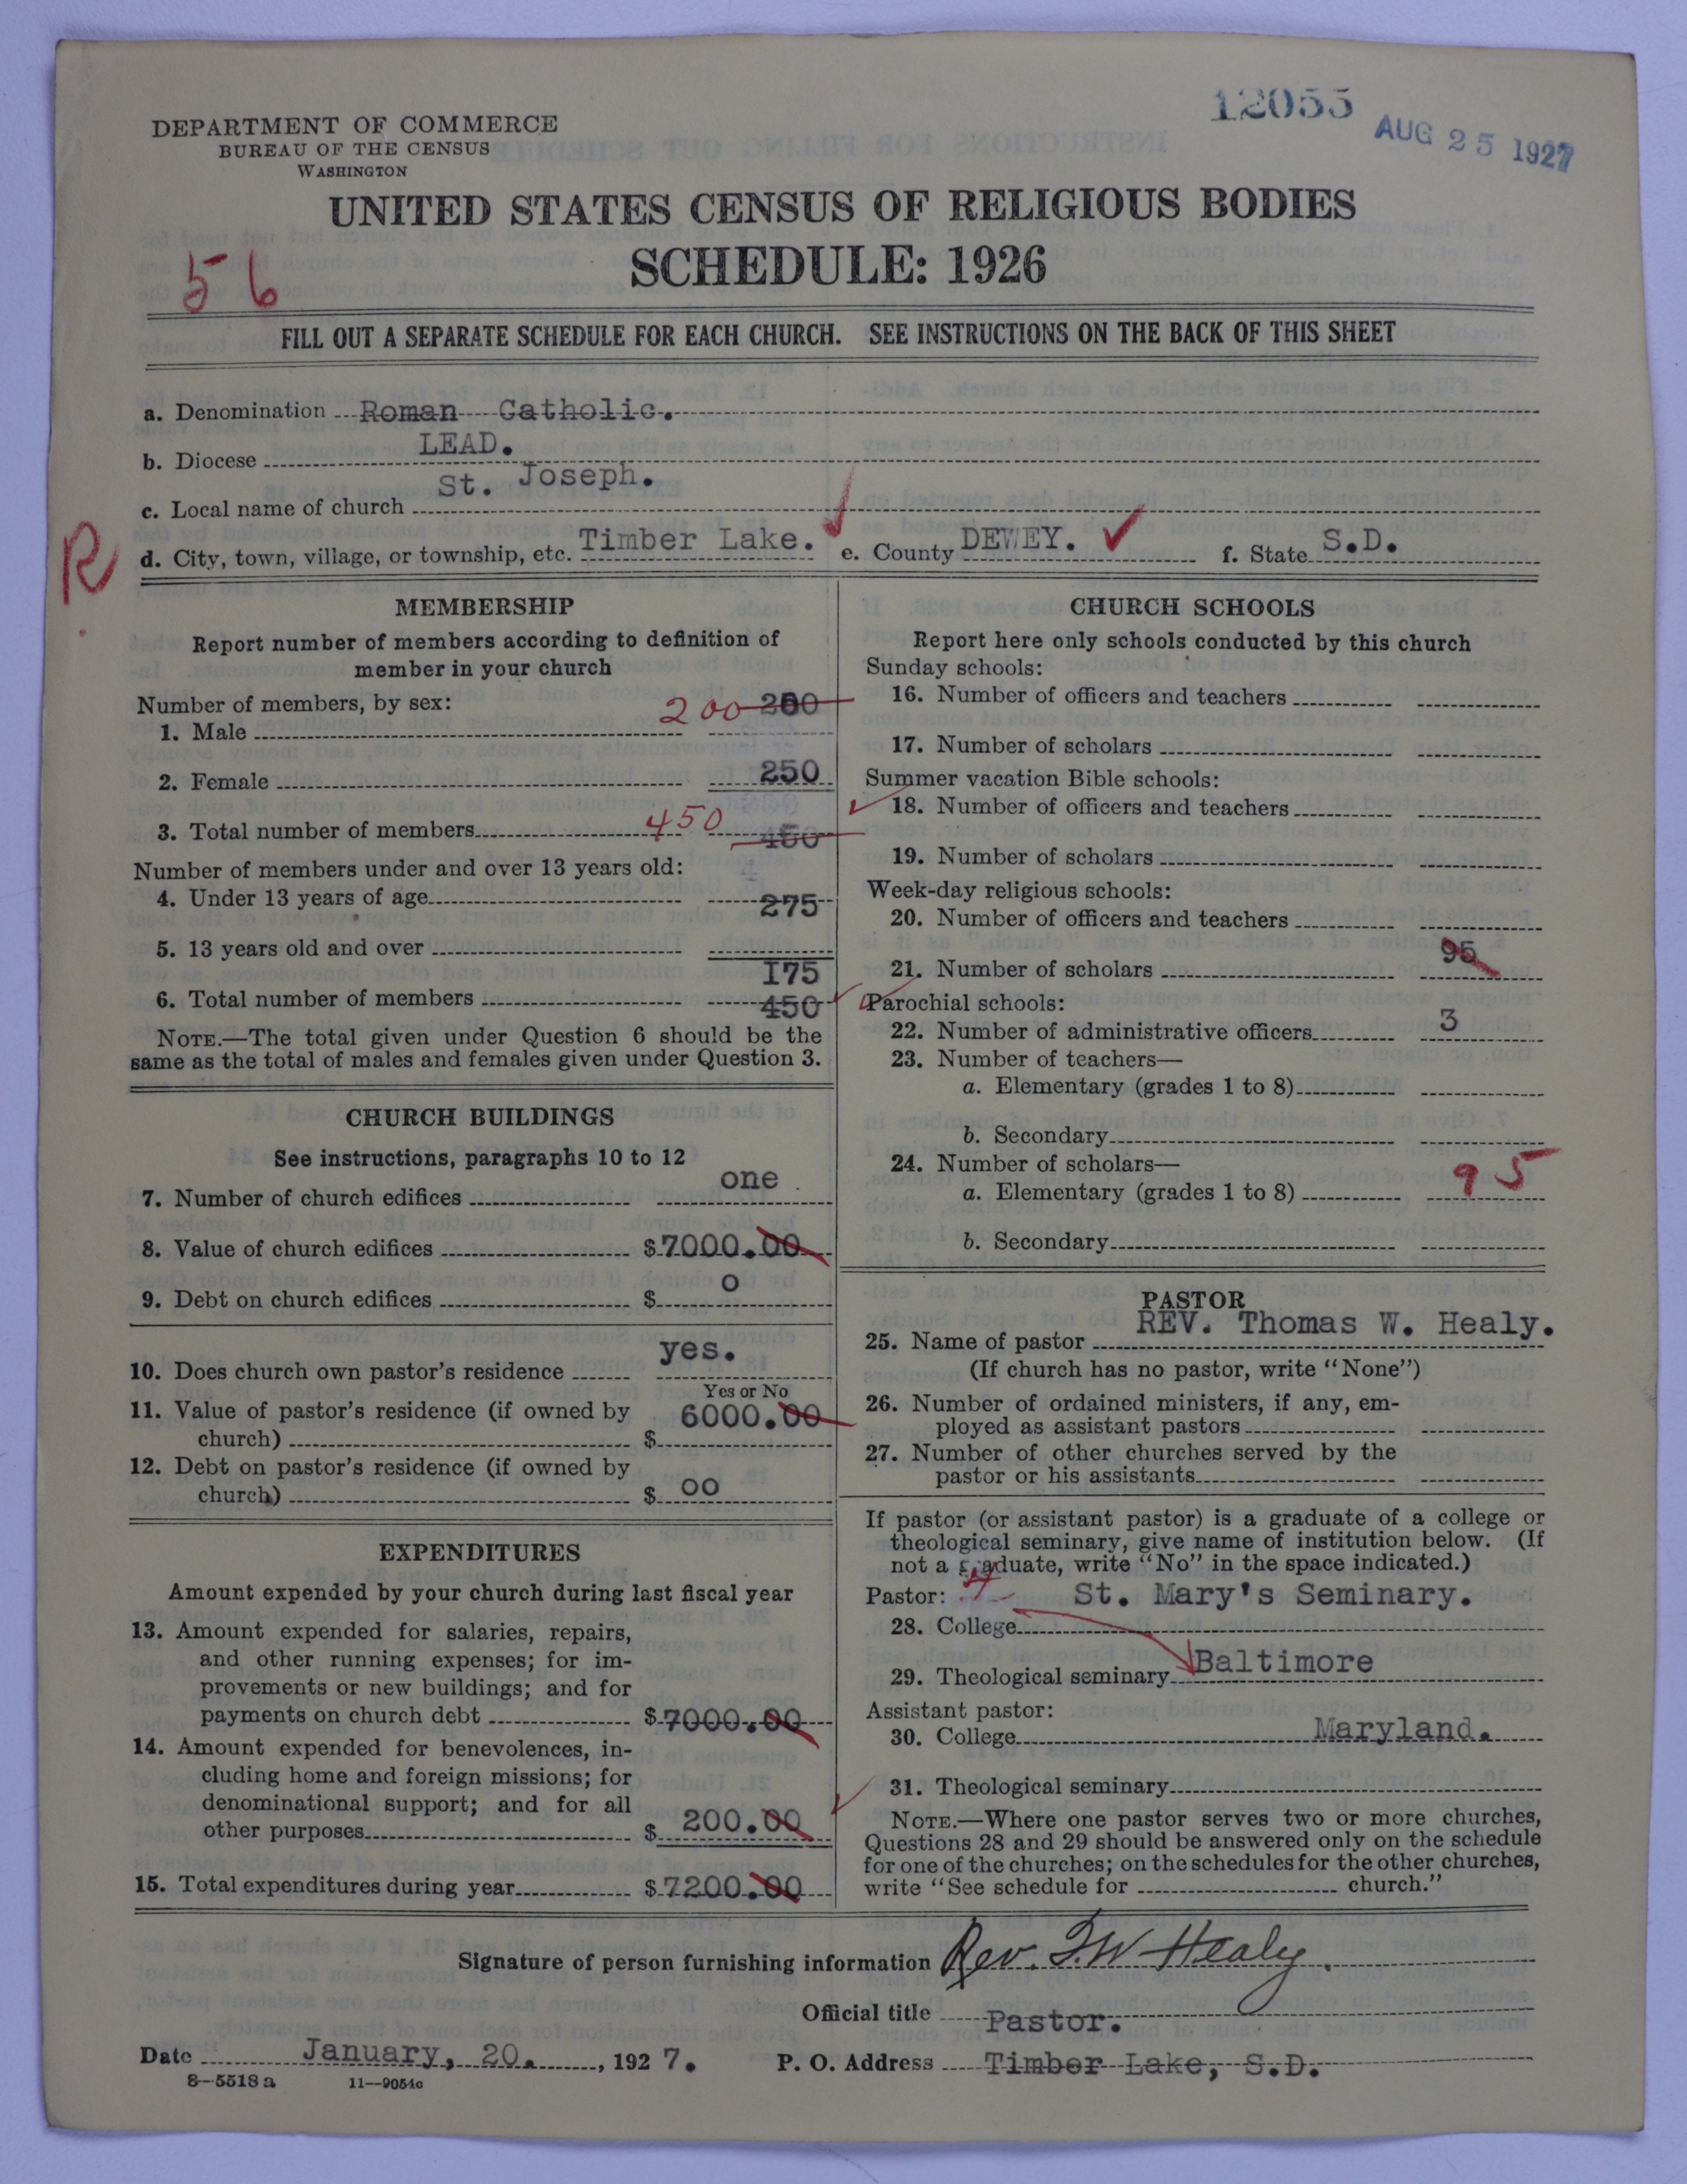 12055
AUG 25 1927
DEPARTMENT OF COMMERCE
BUREAU OF THE CENSUS
WASHINGTON
UNITED STATES CENSUS OF RELIGIOUS BODIES
SCHEDULE: 1926
56
FILL OUT A SEPARATE SCHEDULE FOR EACH CHURCH. SEE INSTRUCTIONS ON THE BACK OF THIS SHEET
a. Denomination Roman Catholic.
b. Diocese LEAD.
c. Local name of church St. Joseph.
R
d. City, town, village, or township, etc. Timber Lake. e. County DEWEY. f. State S.D.
MEMBERSHIP
Report number of members according to definition of
member in your church
Number of members, by sex:
1. Male 200 200
2. Female 250
3. Total number of members 450 450
Number of members under and over 13 years old:
4. Under 13 years of age 275
5. 13 years old and over 175
6. Total number of members 450
NOTE.—The total given under Question 6 should be the
same as the total of males and females given under Question 3.
CHURCH BUILDINGS
See instructions, paragraphs 10 to 12
7. Number of church edifices one
8. Value of church edifices $7000.00
9. Debt on church edifices $ 0
10. Does church own pastor's residence yes.
Yes or No
11. Value of pastor's residence (if owned by
church) $ 6000.00
12. Debt on pastor's residence (if owned by
church) $ 00
EXPENDITURES
Amount expended by your church during last fiscal year
13. Amount expended for salaries, repairs,
and other running expenses; for im-
provements or new buildings; and for
payments on church debt $7000.00
14. Amount expended for benevolences, in-
cluding home and foreign missions; for
denominational support; and for all
other purposes $ 200.00
15. Total expenditures during year $7200.00
CHURCH SCHOOLS
Report here only schools conducted by this church
Sunday schools:
16. Number of officers and teachers
17. Number of scholars
Summer vacation Bible schools:
18. Number of officers and teachers
19. Number of scholars
Week-day religious schools:
20. Number of officers and teachers
21. Number of scholars 95
Parochial schools:
22. Number of administrative officers 3
23. Number of teachers—
a. Elementary (grades 1 to 8)
b. Secondary
24. Number of scholars—
a. Elementary (grades 1 to 8) 95
b. Secondary
PASTOR
25. Name of pastor REV. Thomas W. Healy.
(If church has no pastor, write "None")
26. Number of ordained ministers, if any, em-
ployed as assistant pastors
27. Number of other churches served by the
pastor or his assistants
If pastor (or assistant pastor) is a graduate of a college or
theological seminary, give name of institution below. (If
not a graduate, write "No" in the space indicated.)
Pastor: St. Mary's Seminary.
28. College
29. Theological seminary Baltimore
Assistant pastor:
30. College Maryland.
31. Theological seminary
NOTE.—Where one pastor serves two or more churches,
Questions 28 and 29 should be answered only on the schedule
for one of the churches; on the schedules for the other churches,
write "See schedule for church."
Signature of person furnishing information Rev. T.W Healy.
Official title Pastor.
Date January, 20. , 192 7. P. O. Address Timber Lake, S.D.
8—5518 a 11—9054c